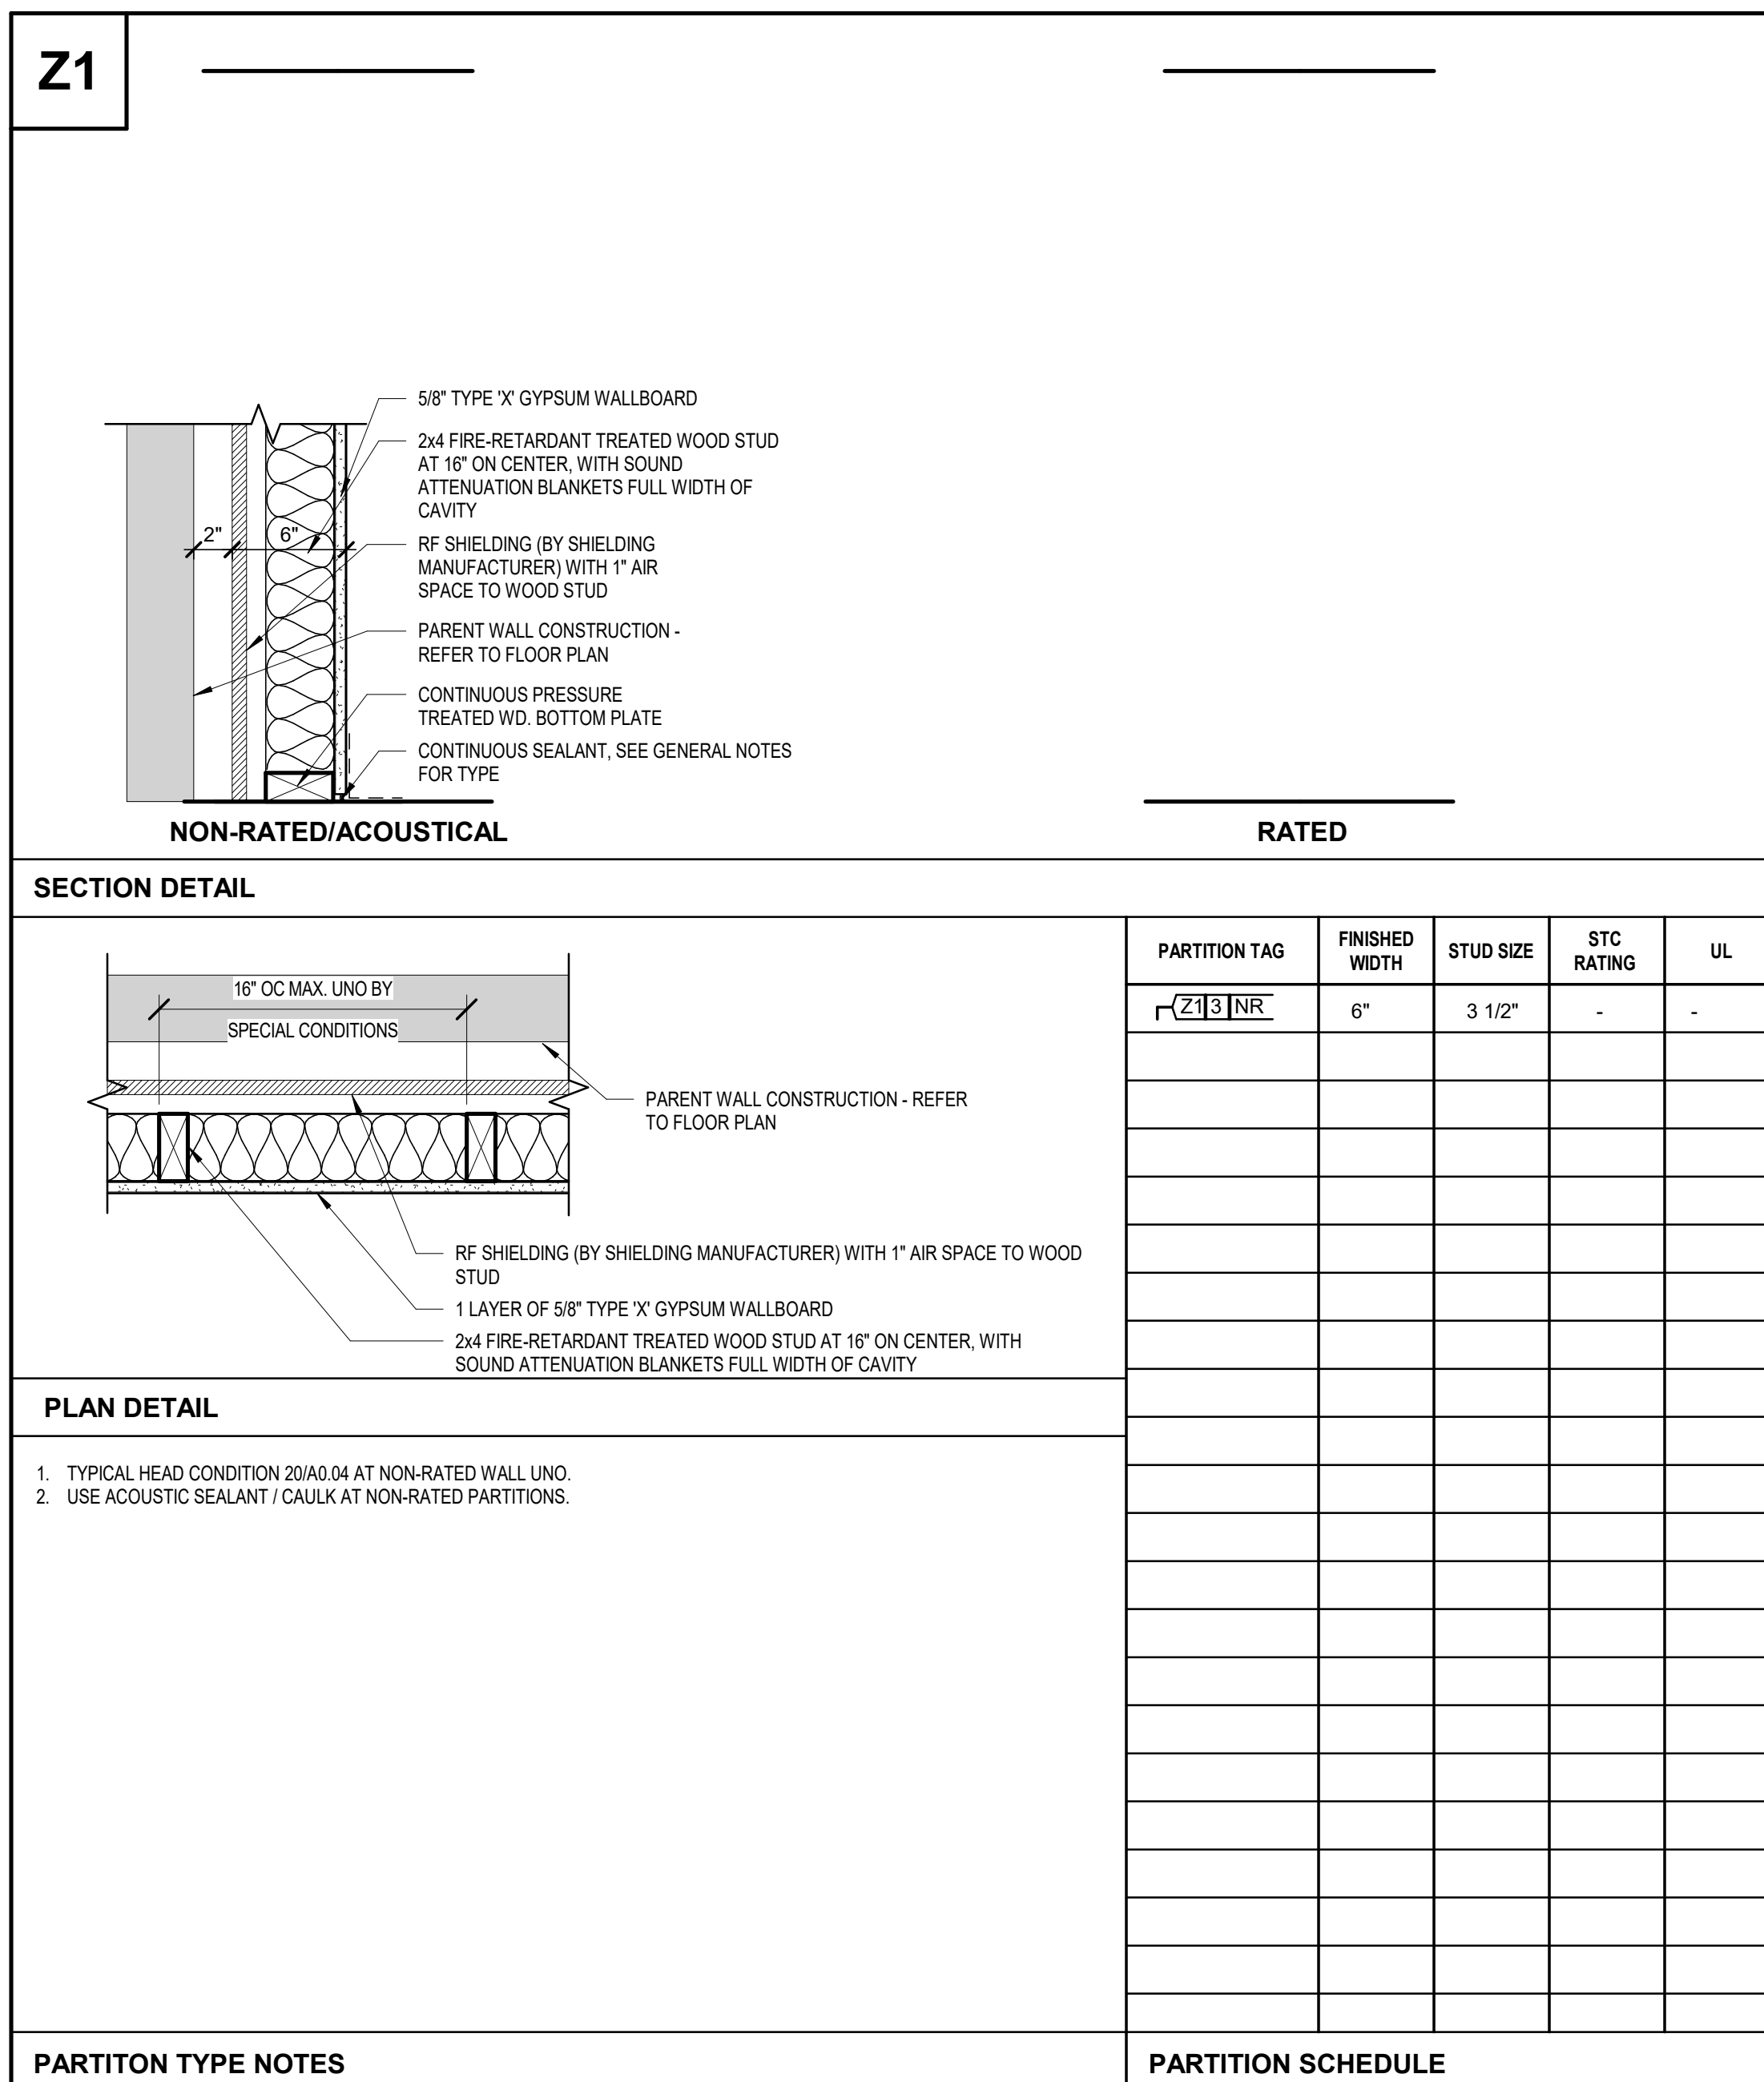 Z1
5/8" TYPE 'X' GYPSUM WALLBOARD
2x4 FIRE-RETARDANT TREATED WOOD STUD
AT 16" ON CENTER, WITH SOUND
ATTENUATION BLANKETS FULL WIDTH OF
CAVITY
2"
6"
RF SHIELDING (BY SHIELDING
MANUFACTURER) WITH 1" AIR
SPACE TO WOOD STUD
PARENT WALL CONSTRUCTION -
REFER TO FLOOR PLAN
CONTINUOUS PRESSURE
TREATED WD. BOTTOM PLATE
CONTINUOUS SEALANT, SEE GENERAL NOTES
FOR TYPE
NON-RATED/ACOUSTICAL
RATED
SECTION DETAIL
16" OC MAX. UNO BY
SPECIAL CONDITIONS
PARENT WALL CONSTRUCTION - REFER
TO FLOOR PLAN
RF SHIELDING (BY SHIELDING MANUFACTURER) WITH 1" AIR SPACE TO WOOD
STUD
1 LAYER OF 5/8" TYPE 'X' GYPSUM WALLBOARD
2x4 FIRE-RETARDANT TREATED WOOD STUD AT 16" ON CENTER, WITH
SOUND ATTENUATION BLANKETS FULL WIDTH OF CAVITY
PLAN DETAIL
1. TYPICAL HEAD CONDITION 20/A0.04 AT NON-RATED WALL UNO.
2. USE ACOUSTIC SEALANT / CAULK AT NON-RATED PARTITIONS.
PARTITON TYPE NOTES
PARTITION TAG
FINISHED
WIDTH
STUD SIZE
STC
RATING
UL
Z1 3 NR 6" 3 1/2" - -
PARTITION SCHEDULE